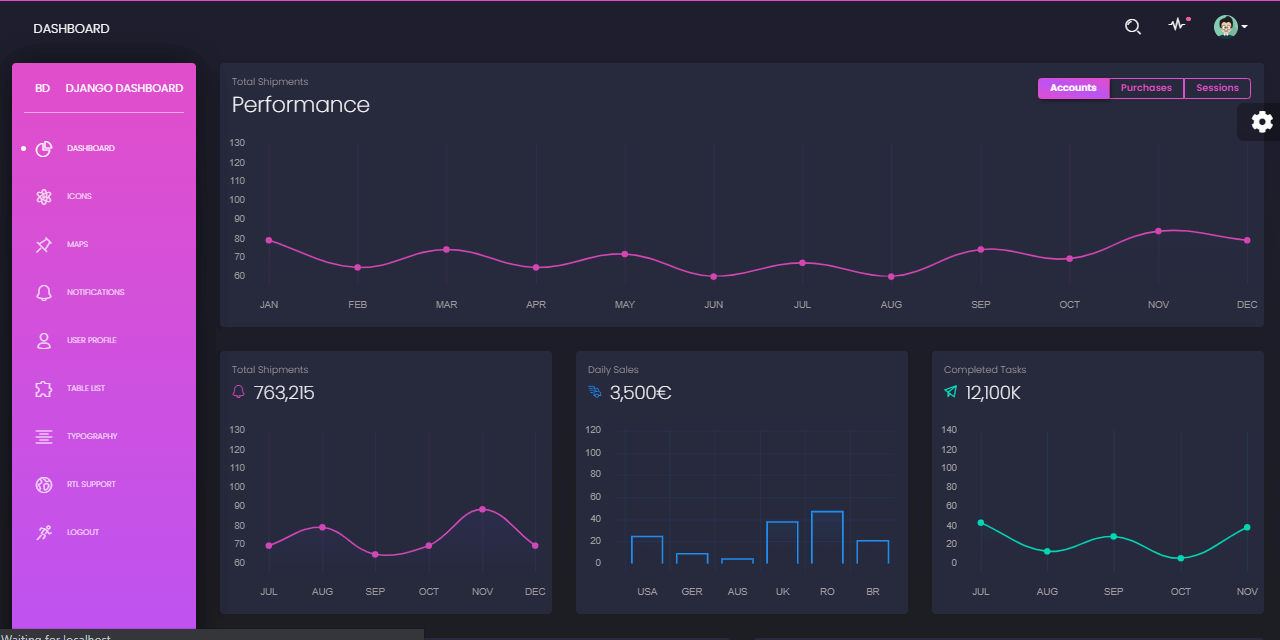 DASHBOARD
BD DJANGO DASHBOARD
DASHBOARD
ICONS
MAPS
NOTIFICATIONS
USER PROFILE
TABLE LIST
TYPOGRAPHY
RTL SUPPORT
LOGOUT
Total Shipments
Performance
Accounts Purchases Sessions
130
120
110
100
90
80
70
60
JAN FEB MAR APR MAY JUN JUL AUG SEP OCT NOV DEC
Total Shipments
763,215
130
120
110
100
90
80
70
60
JUL AUG SEP OCT NOV DEC
Daily Sales
3,500€
120
100
80
60
40
20
0
USA GER AUS UK RO BR
Completed Tasks
12,100K
140
120
100
80
60
40
20
0
JUL AUG SEP OCT NOV
Waiting for localhost